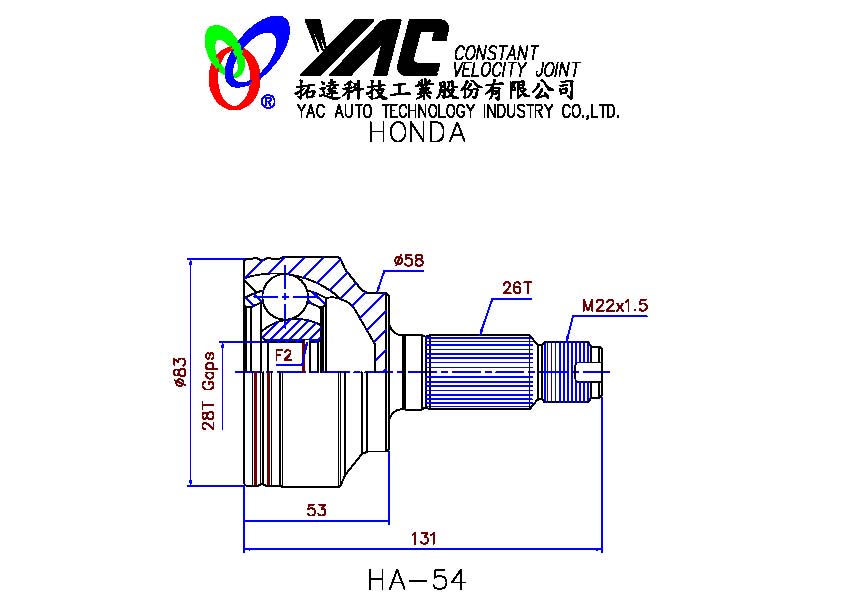 YAC CONSTANT
VELOCITY JOINT
®
拓達科技工業股份有限公司
YAC AUTO TECHNOLOGY INDUSTRY CO.,LTD.
HONDA
ø58
26T
M22x1.5
F2
ø83
28T Gaps
53
131
HA-54